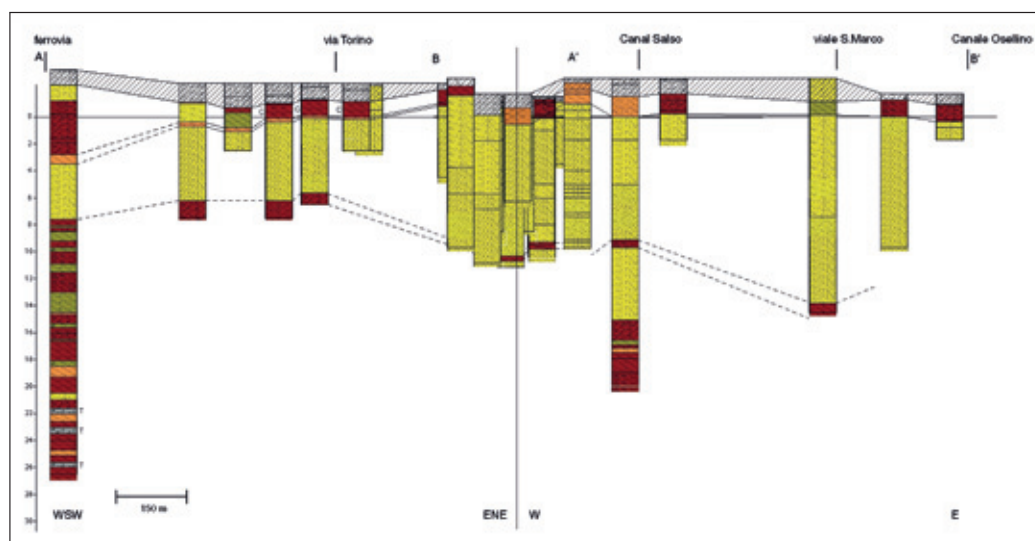 ferrovia
via Torino
Canal Salso
viale S.Marco
Canale Osellino
A
B
A'
B'
0
2
4
6
8
10
12
14
16
18
20
22
24
26
28
30
C
C
T
T
T
150 m
WSW
ENE
W
E